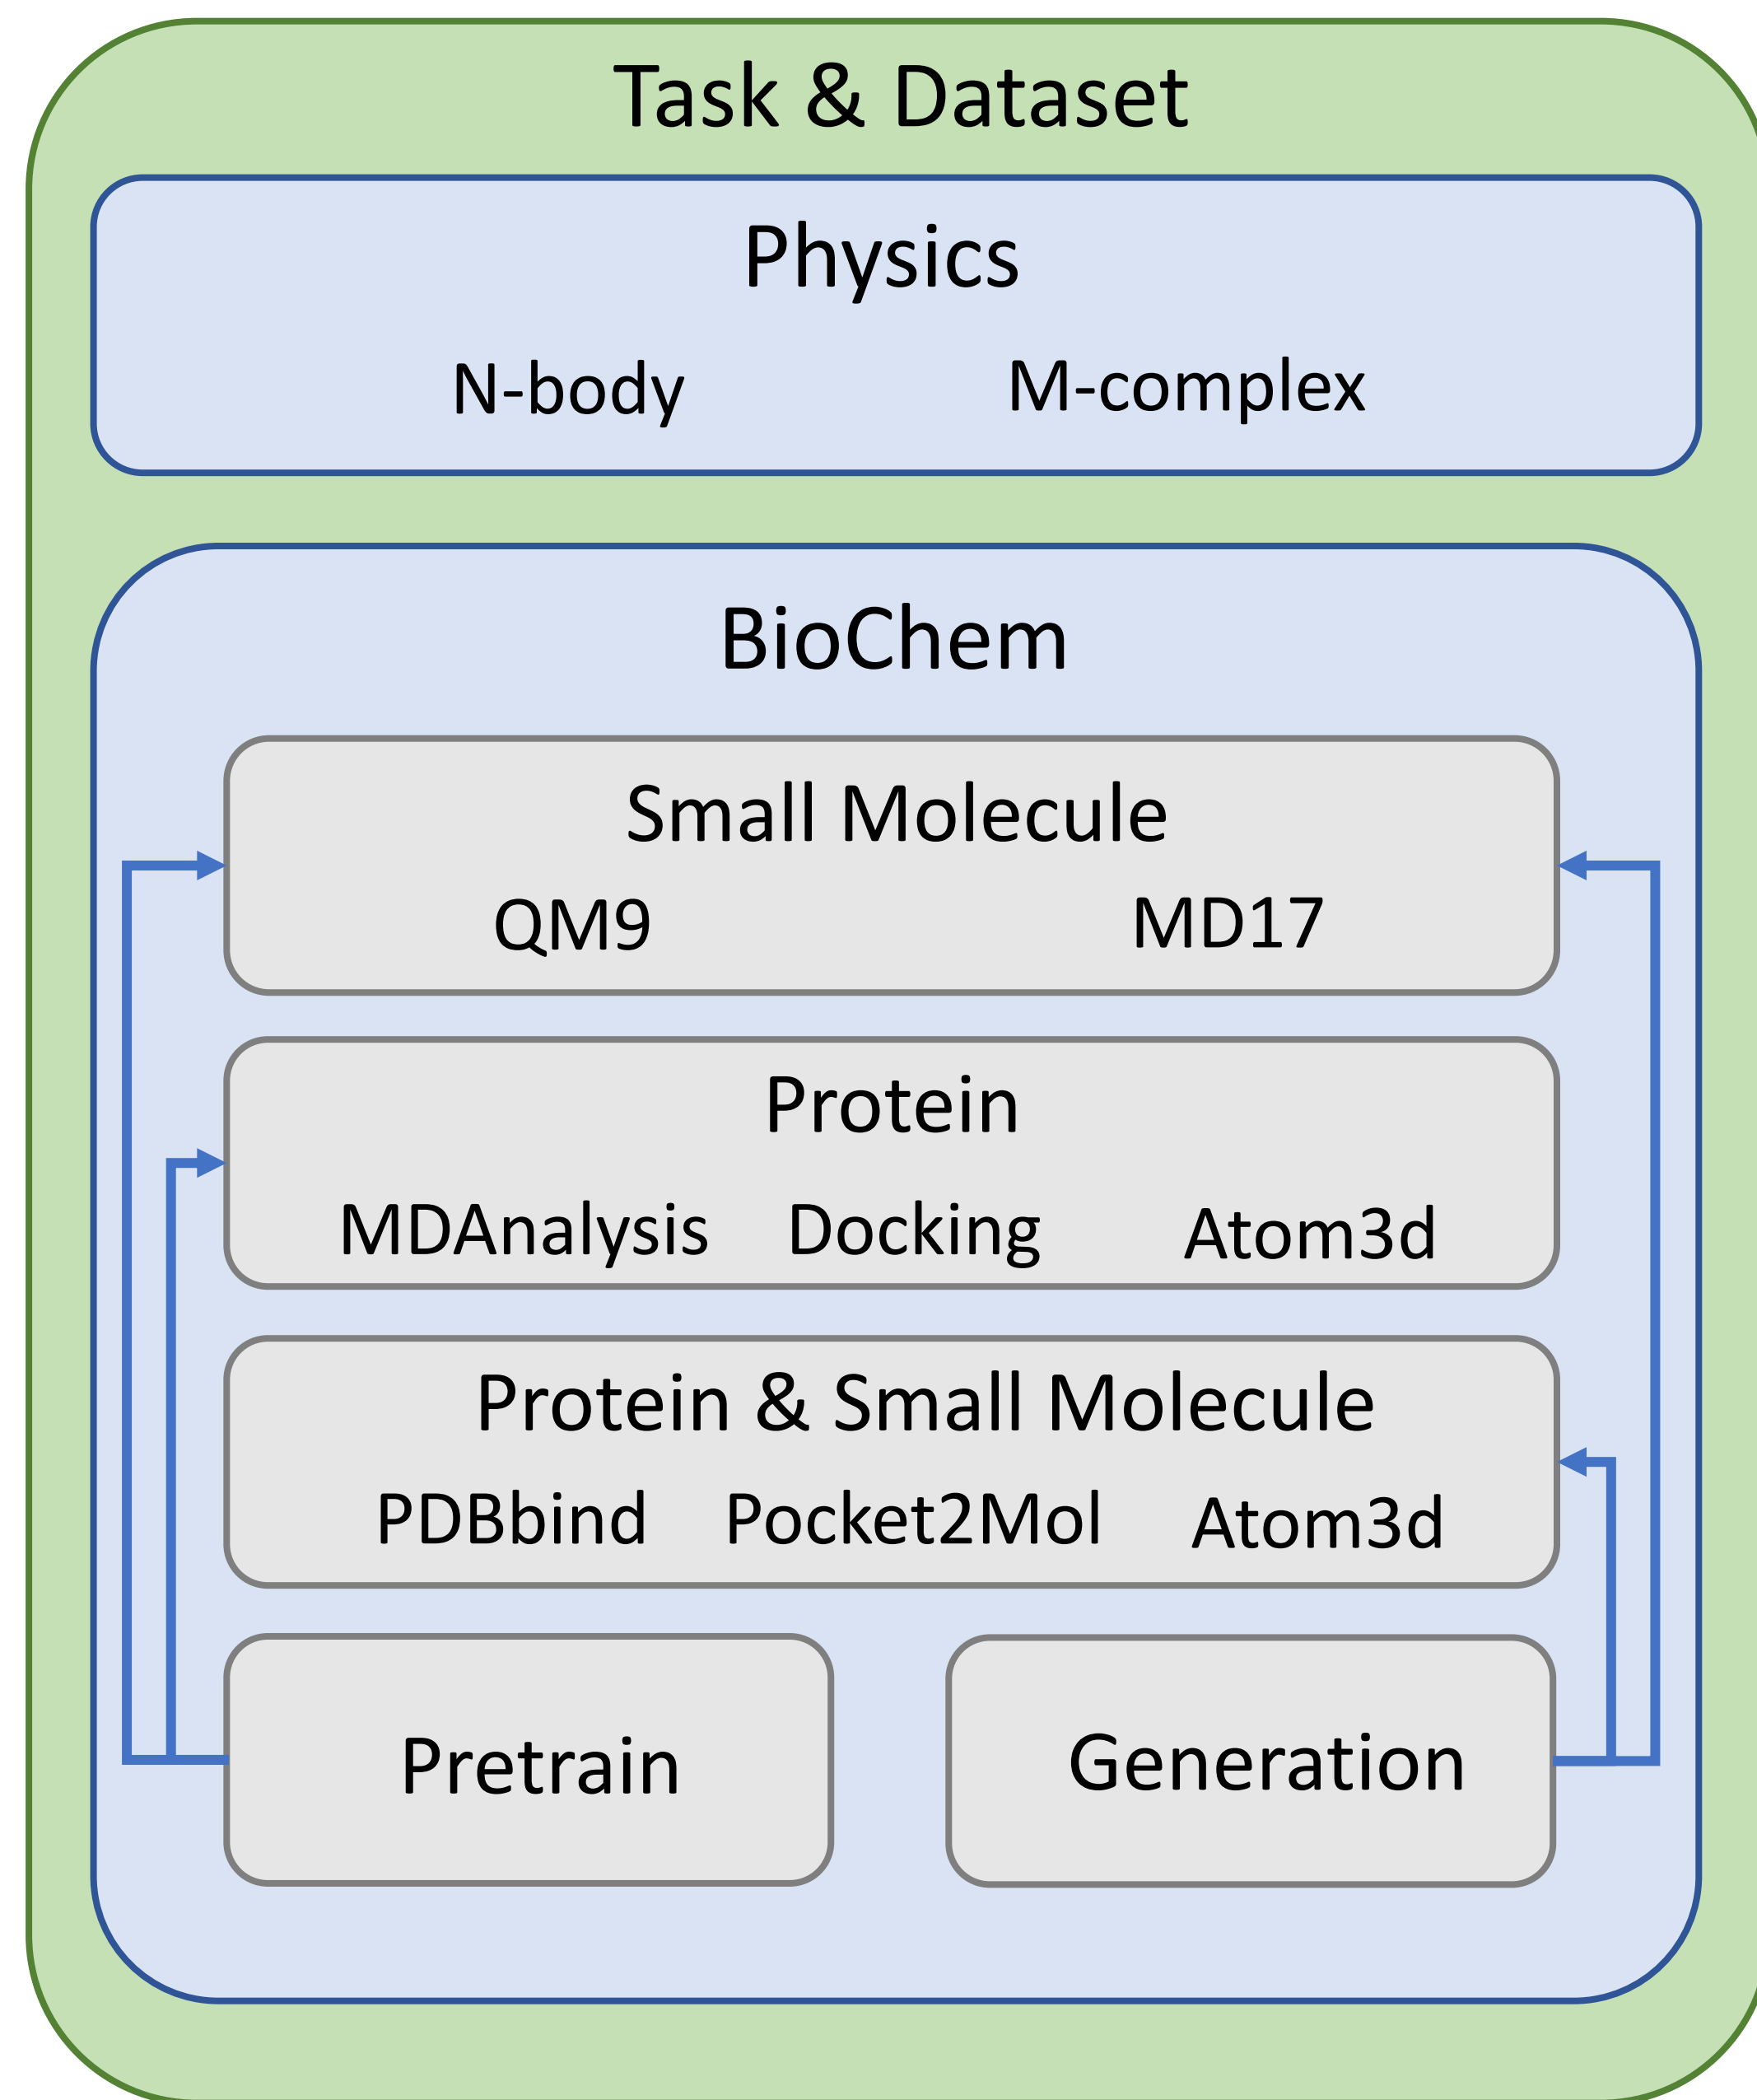 Task & Dataset
Physics
N-body M-complex
BioChem
Small Molecule
QM9 MD17
Protein
MDAnalysis Docking Atom3d
Protein & Small Molecule
PDBbind Pocket2Mol Atom3d
Pretrain Generation